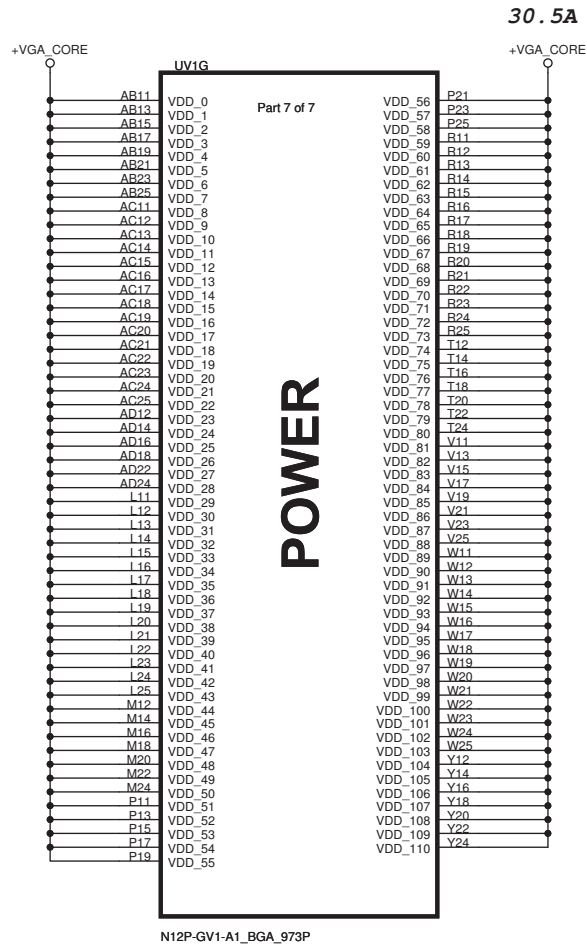 30.5A
+VGA_CORE +VGA_CORE
UV1G
Part 7 of 7
AB11 VDD_0 VDD_56 P21
AB13 VDD_1 VDD_57 P23
AB15 VDD_2 VDD_58 P25
AB17 VDD_3 VDD_59 R11
AB19 VDD_4 VDD_60 R12
AB21 VDD_5 VDD_61 R13
AB23 VDD_6 VDD_62 R14
AB25 VDD_7 VDD_63 R15
AC11 VDD_8 VDD_64 R16
AC12 VDD_9 VDD_65 R17
AC13 VDD_10 VDD_66 R18
AC14 VDD_11 VDD_67 R19
AC15 VDD_12 VDD_68 R20
AC16 VDD_13 VDD_69 R21
AC17 VDD_14 VDD_70 R22
AC18 VDD_15 VDD_71 R23
AC19 VDD_16 VDD_72 R24
AC20 VDD_17 VDD_73 R25
AC21 VDD_18 VDD_74 T12
AC22 VDD_19 VDD_75 T14
AC23 VDD_20 VDD_76 T16
AC24 VDD_21 VDD_77 T18
AC25 VDD_22 VDD_78 T20
AD12 VDD_23 VDD_79 T22
AD14 VDD_24 VDD_80 T24
AD16 VDD_25 VDD_81 V11
AD18 VDD_26 VDD_82 V13
AD22 VDD_27 VDD_83 V15
AD24 VDD_28 VDD_84 V17
L11 VDD_29 VDD_85 V19
L12 VDD_30 VDD_86 V21
L13 VDD_31 VDD_87 V23
L14 VDD_32 VDD_88 V25
L15 VDD_33 VDD_89 W11
L16 VDD_34 VDD_90 W12
L17 VDD_35 VDD_91 W13
L18 VDD_36 VDD_92 W14
L19 VDD_37 VDD_93 W15
L20 VDD_38 VDD_94 W16
L21 VDD_39 VDD_95 W17
L22 VDD_40 VDD_96 W18
L23 VDD_41 VDD_97 W19
L24 VDD_42 VDD_98 W20
L25 VDD_43 VDD_99 W21
M12 VDD_44 VDD_100 W22
M14 VDD_45 VDD_101 W23
M16 VDD_46 VDD_102 W24
M18 VDD_47 VDD_103 W25
M20 VDD_48 VDD_104 Y12
M22 VDD_49 VDD_105 Y14
M24 VDD_50 VDD_106 Y16
P11 VDD_51 VDD_107 Y18
P13 VDD_52 VDD_108 Y20
P15 VDD_53 VDD_109 Y22
P17 VDD_54 VDD_110 Y24
P19 VDD_55
POWER
N12P-GV1-A1_BGA_973P